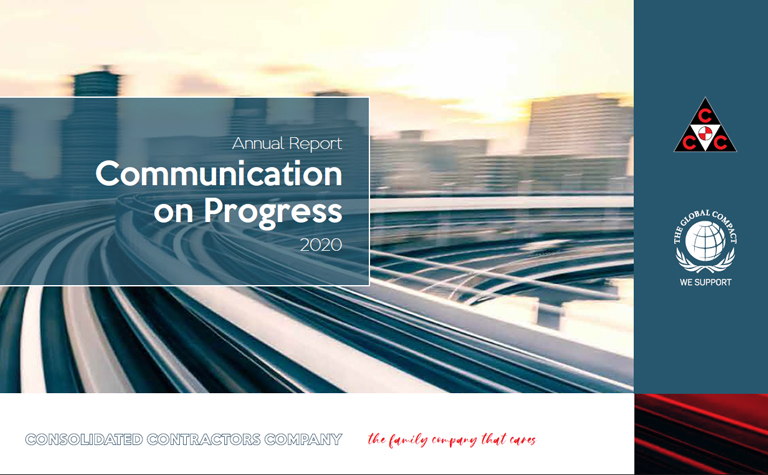 Annual Report
Communication
on Progress
2020
C
C C
THE GLOBAL COMPACT
WE SUPPORT
CONSOLIDATED CONTRACTORS COMPANY
the family company that cares